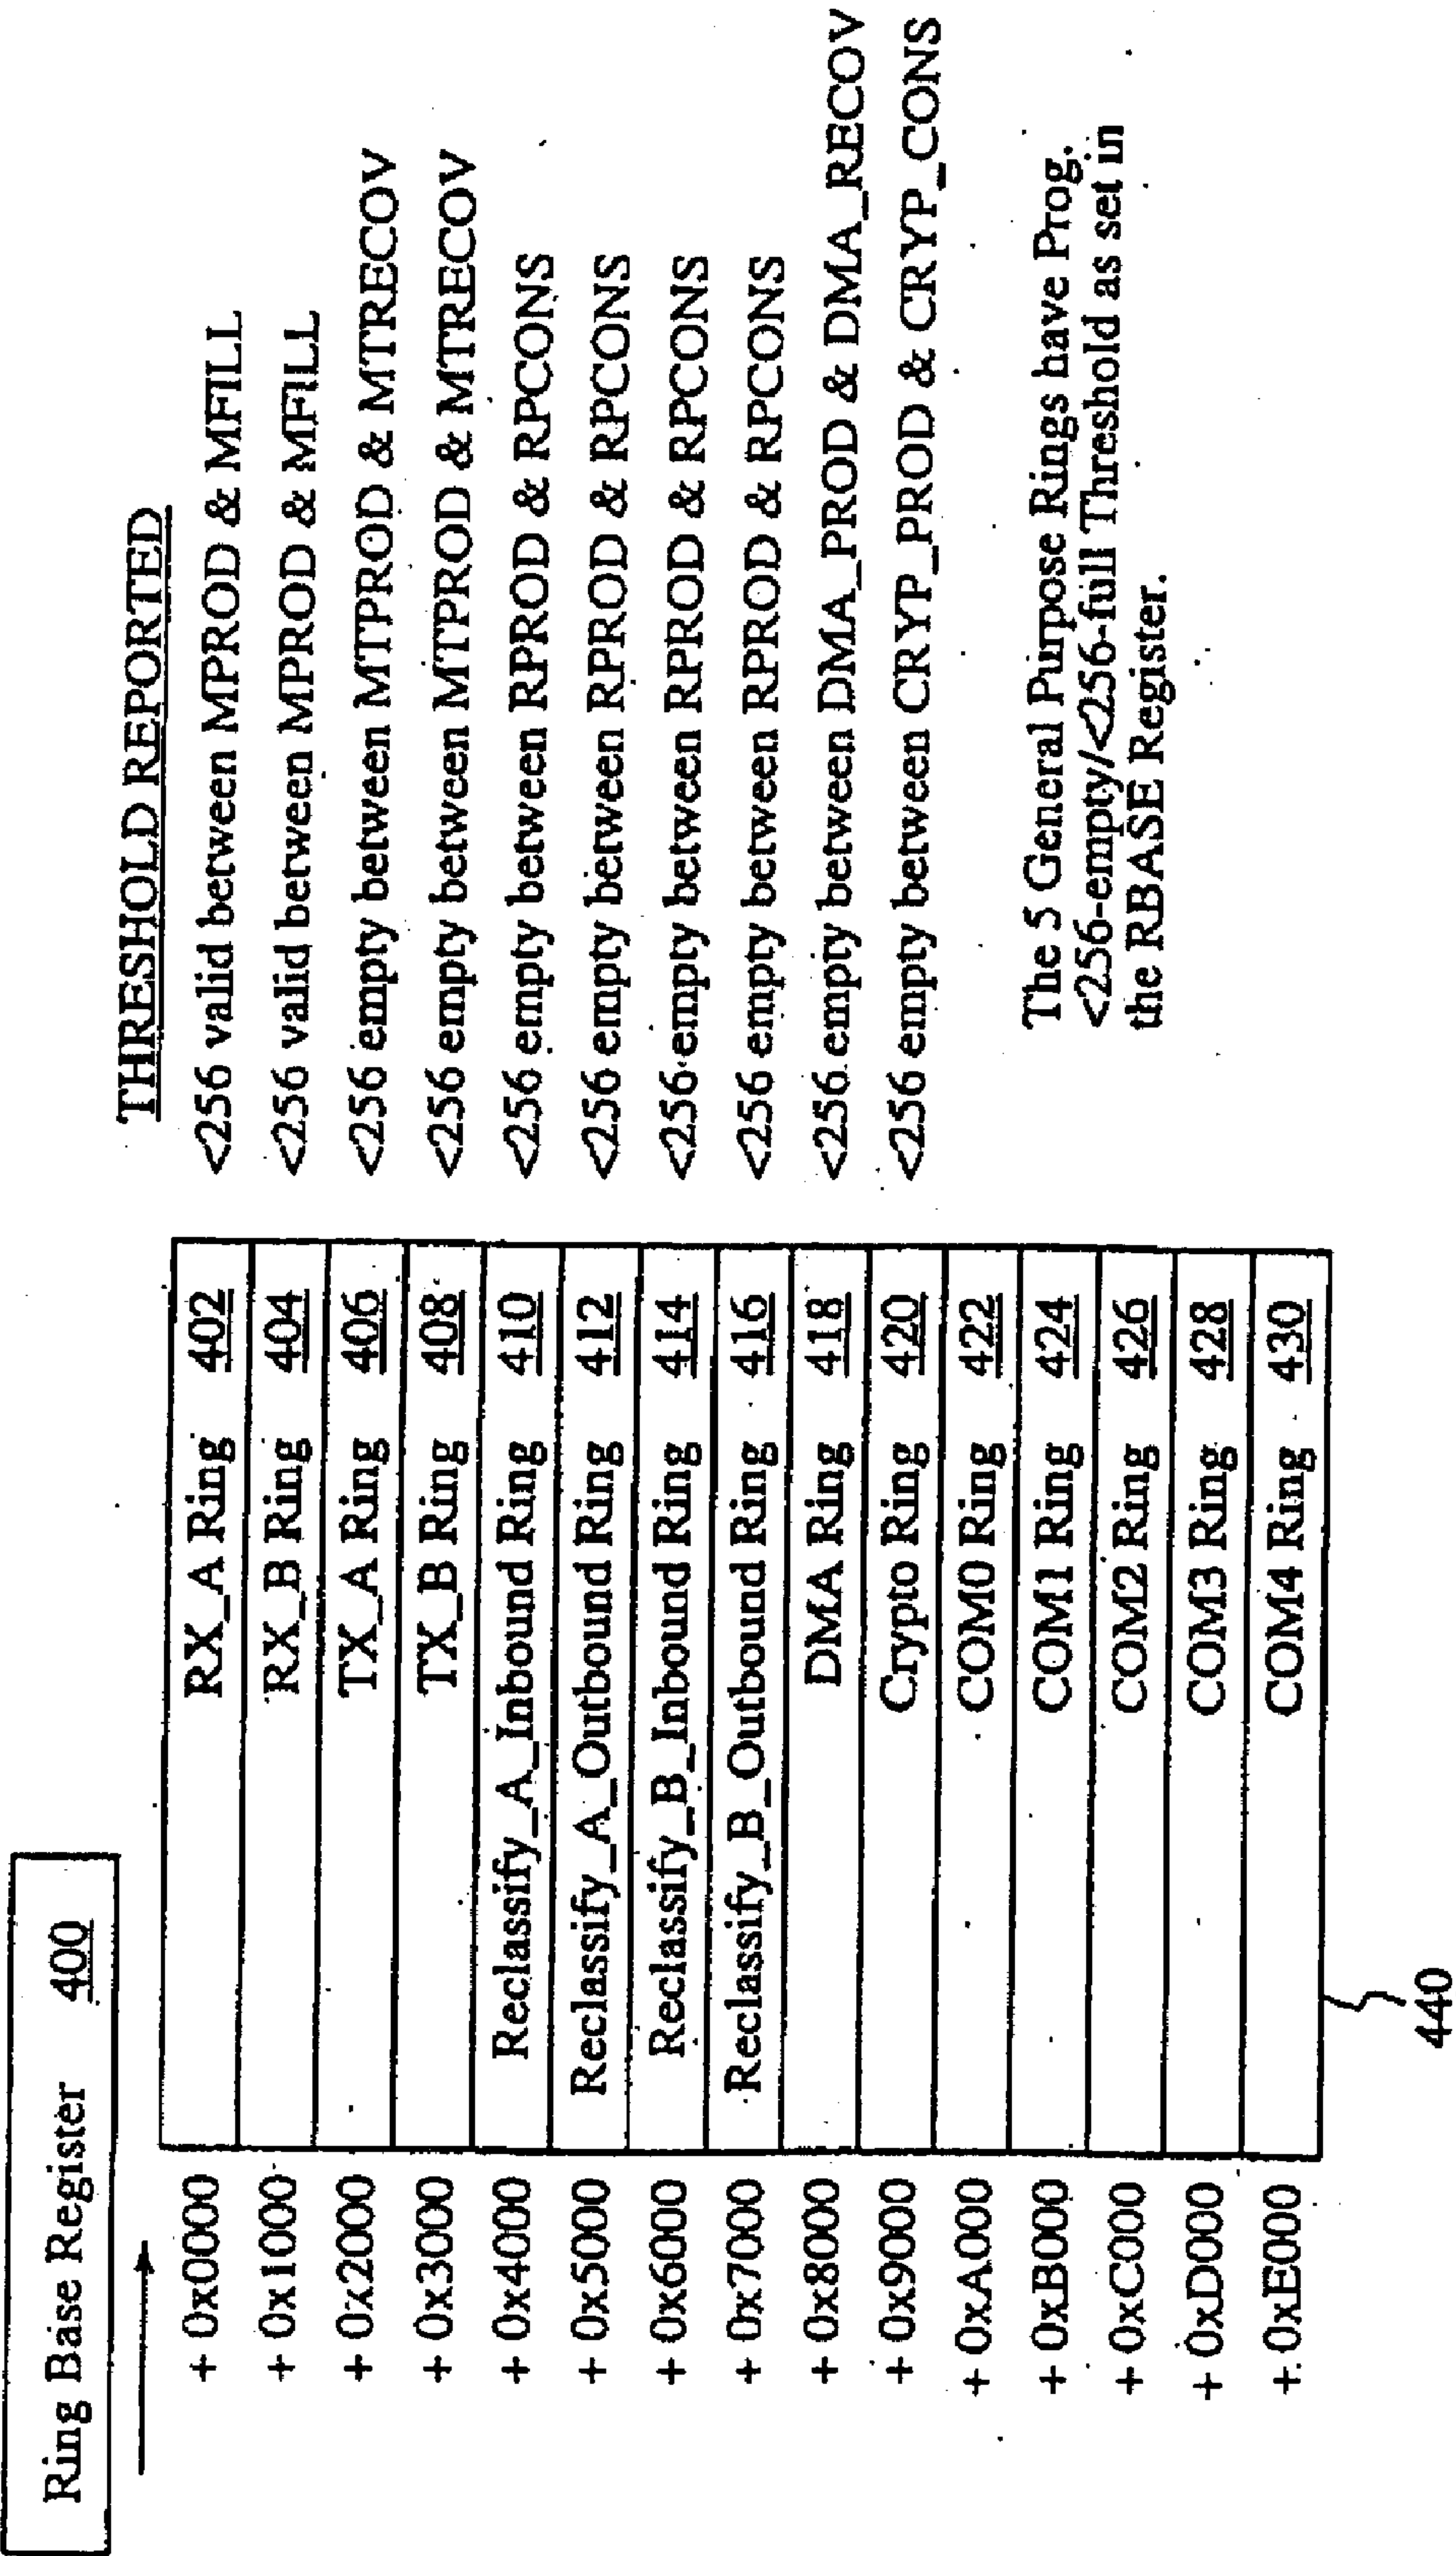 Ring Base Register 400
THRESHOLD REPORTED
+ 0x0000 RX_A Ring 402 <256 valid between MPROD & MFILL
+ 0x1000 RX_B Ring 404 <256 valid between MPROD & MFILL
+ 0x2000 TX_A Ring 406 <256 empty between MTPROD & MTRECOV
+ 0x3000 TX_B Ring 408 <256 empty between MTPROD & MTRECOV
+ 0x4000 Reclassify_A_Inbound Ring 410 <256 empty between RPROD & RPCONS
+ 0x5000 Reclassify_A_Outbound Ring 412 <256 empty between RPROD & RPCONS
+ 0x6000 Reclassify_B_Inbound Ring 414 <256 empty between RPROD & RPCONS
+ 0x7000 Reclassify_B_Outbound Ring 416 <256 empty between RPROD & RPCONS
+ 0x8000 DMA Ring 418 <256 empty between DMA_PROD & DMA_RECOV
+ 0x9000 Crypto Ring 420 <256 empty between CRYP_PROD & CRYP_CONS
+ 0xA000 COM0 Ring 422
+ 0xB000 COM1 Ring 424
+ 0xC000 COM2 Ring 426
+ 0xD000 COM3 Ring 428
+ 0xE000 COM4 Ring 430
The 5 General Purpose Rings have Prog.
<256-empty/<256-full Threshold as set in
the RBASE Register.
440